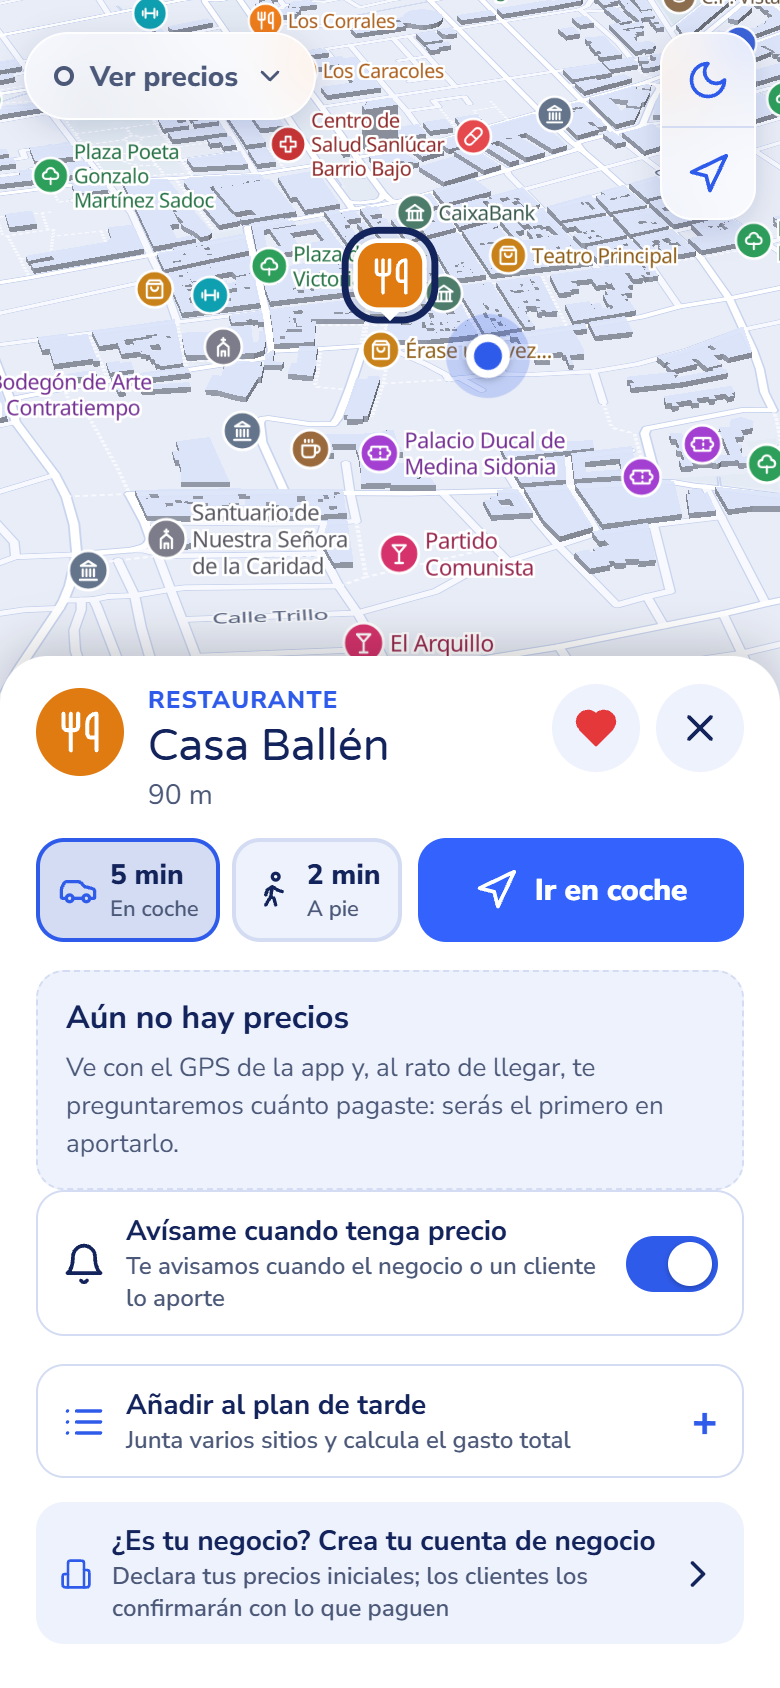 Los Corrales
Ver precios
Los Caracoles
Centro de
Salud Sanlúcar
Barrio Bajo
Plaza Poeta
Gonzalo
Martínez Sadoc
CaixaBank
Plaza
Victori
Teatro Principal
Érase
vez...
Bodegón de Arte
Contratiempo
Palacio Ducal de
Medina Sidonia
Santuario de
Nuestra Señora
de la Caridad
Partido
Comunista
Calle Trillo
El Arquillo
RESTAURANTE
Casa Ballén
90 m
5 min
En coche
2 min
A pie
Ir en coche
Aún no hay precios
Ve con el GPS de la app y, al rato de llegar, te
preguntaremos cuánto pagaste: serás el primero en
aportarlo.
Avísame cuando tenga precio
Te avisamos cuando el negocio o un cliente
lo aporte
Añadir al plan de tarde
Junta varios sitios y calcula el gasto total
¿Es tu negocio? Crea tu cuenta de negocio
Declara tus precios iniciales; los clientes los
confirmarán con lo que paguen